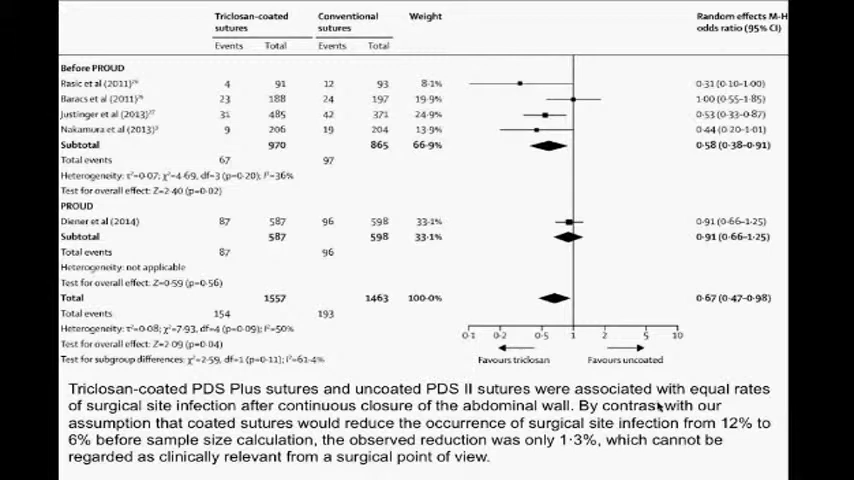 Triclosan-coated sutures Conventional sutures Weight Random effects M-H odds ratio (95% CI)
Events Total Events Total
Before PROUD
Rasic et al (2011)²⁸ 4 91 12 93 8·1% 0·31 (0·10–1·00)
Baracs et al (2011)²⁶ 23 188 24 197 19·9% 1·00 (0·55–1·85)
Justinger et al (2013)²⁷ 31 485 42 371 24·9% 0·53 (0·33–0·87)
Nakamura et al (2013)⁹ 9 206 19 204 13·9% 0·44 (0·20–1·01)
Subtotal 970 865 66·9% 0·58 (0·38–0·91)
Total events 67 97
Heterogeneity: τ²=0·07; χ²=4·69, df=3 (p=0·20); I²=36%
Test for overall effect: Z=2·40 (p=0·02)
PROUD
Diener et al (2014) 87 587 96 598 33·1% 0·91 (0·66–1·25)
Subtotal 587 598 33·1% 0·91 (0·66–1·25)
Total events 87 96
Heterogeneity: not applicable
Test for overall effect: Z=0·59 (p=0·56)
Total 1557 1463 100·0% 0·67 (0·47–0·98)
Total events 154 193
Heterogeneity: τ²=0·08; χ²=7·93, df=4 (p=0·09); I²=50%
Test for overall effect: Z=2·09 (p=0·04)
Test for subgroup differences: χ²=2·59, df=1 (p=0·11); I²=61·4%
0·1 0·2 0·5 1 2 5 10
Favours triclosan Favours uncoated
Triclosan-coated PDS Plus sutures and uncoated PDS II sutures were associated with equal rates
of surgical site infection after continuous closure of the abdominal wall. By contrast with our
assumption that coated sutures would reduce the occurrence of surgical site infection from 12% to
6% before sample size calculation, the observed reduction was only 1·3%, which cannot be
regarded as clinically relevant from a surgical point of view.